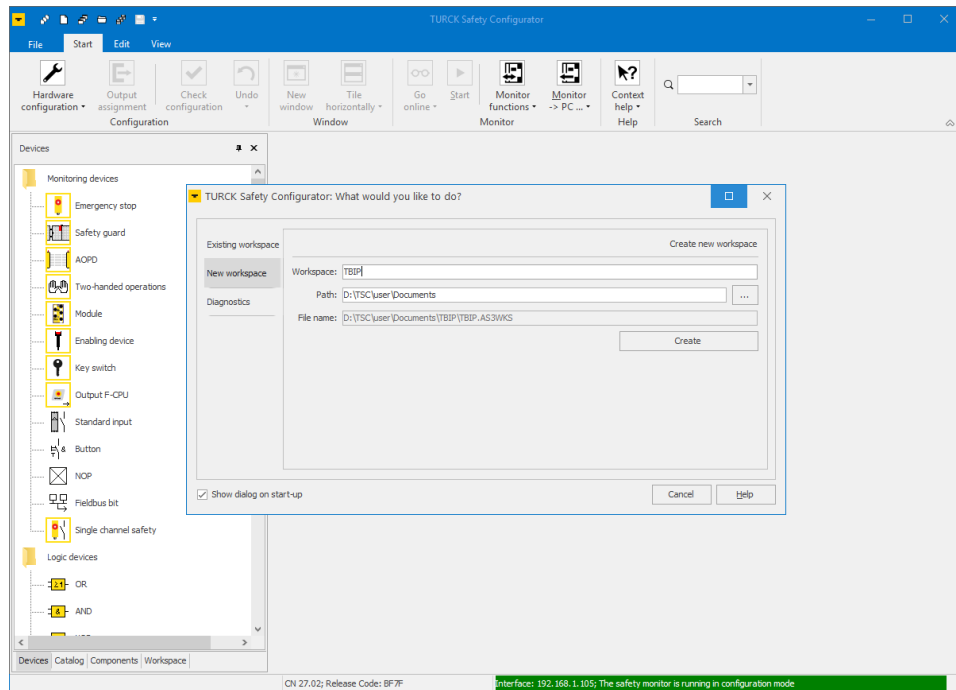 TURCK Safety Configurator
File Start Edit View
Hardware configuration
Output assignment
Check configuration
Undo
New window
Tile horizontally
Go online
Start
Monitor functions
Monitor -> PC ...
Context help
Configuration
Window
Monitor
Help
Search
Devices
Monitoring devices
Emergency stop
Safety guard
AOPD
Two-handed operations
Module
Enabling device
Key switch
Output F-CPU
Standard input
Button
NOP
Fieldbus bit
Single channel safety
Logic devices
OR
AND
Devices Catalog Components Workspace
TURCK Safety Configurator: What would you like to do?
Existing workspace
New workspace
Diagnostics
Create new workspace
Workspace: TBIP
Path: D:\TSC\user\Documents ...
File name: D:\TSC\user\Documents\TBIP\TBIP.AS3WKS
Create
Show dialog on start-up
Cancel Help
CN 27.02; Release Code: BF7F
Interface: 192.168.1.105; The safety monitor is running in configuration mode